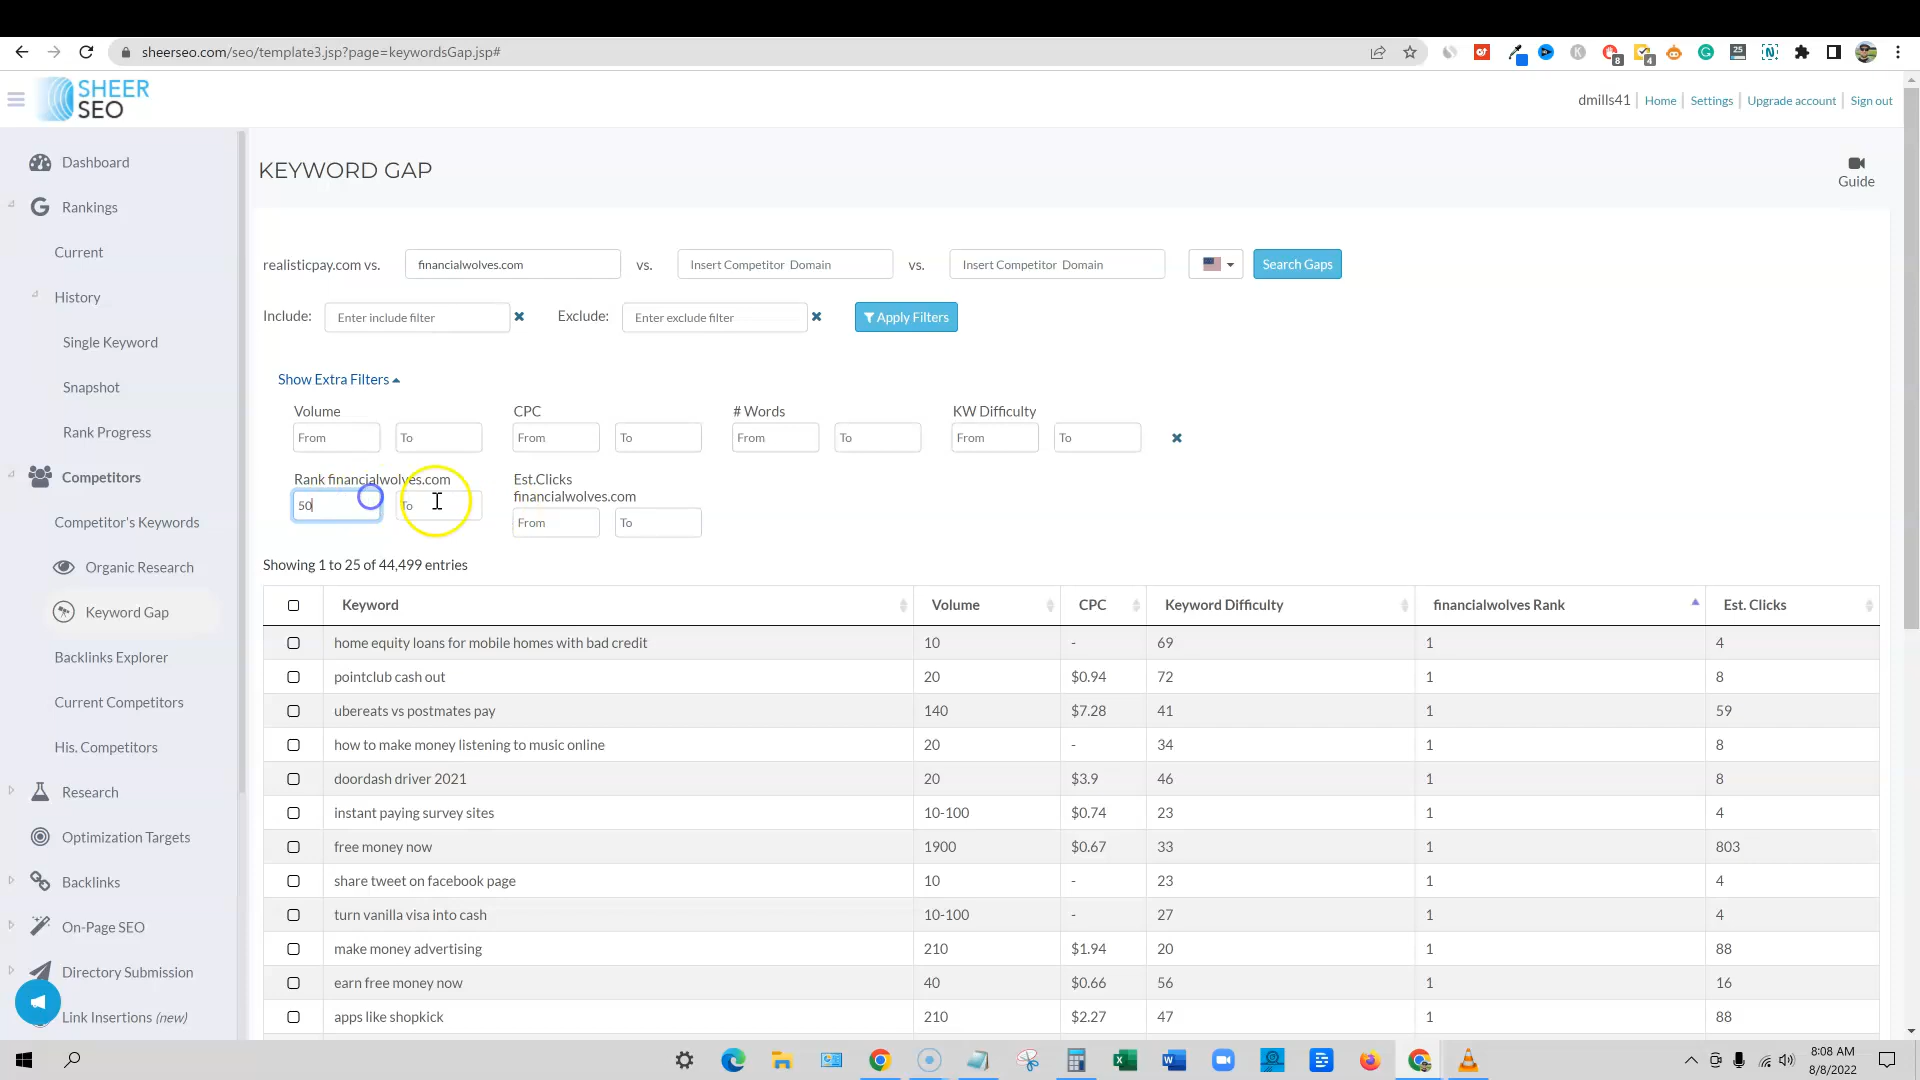 sheerseo.com/seo/template3.jsp?page=keywordsGap.jsp#
8
4
25
SHEER
SEO
dmills41 | Home | Settings | Upgrade account | Sign out
Dashboard
Rankings
Current
History
Single Keyword
Snapshot
Rank Progress
Competitors
Competitor's Keywords
Organic Research
Keyword Gap
Backlinks Explorer
Current Competitors
His. Competitors
Research
Optimization Targets
Backlinks
On-Page SEO
Directory Submission
Link Insertions (new)
KEYWORD GAP
Guide
realisticpay.com vs. financialwolves.com vs. Insert Competitor Domain vs. Insert Competitor Domain Search Gaps
Include: Enter include filter Exclude: Enter exclude filter Apply Filters
Show Extra Filters
Volume CPC # Words KW Difficulty
From To From To From To From To
Rank financialwolves.com Est.Clicks
financialwolves.com
50 To From To
Showing 1 to 25 of 44,499 entries
Keyword Volume CPC Keyword Difficulty financialwolves Rank Est. Clicks
home equity loans for mobile homes with bad credit 10 - 69 1 4
pointclub cash out 20 $0.94 72 1 8
ubereats vs postmates pay 140 $7.28 41 1 59
how to make money listening to music online 20 - 34 1 8
doordash driver 2021 20 $3.9 46 1 8
instant paying survey sites 10-100 $0.74 23 1 4
free money now 1900 $0.67 33 1 803
share tweet on facebook page 10 - 23 1 4
turn vanilla visa into cash 10-100 - 27 1 4
make money advertising 210 $1.94 20 1 88
earn free money now 40 $0.66 56 1 16
apps like shopkick 210 $2.27 47 1 88
8:08 AM
8/8/2022